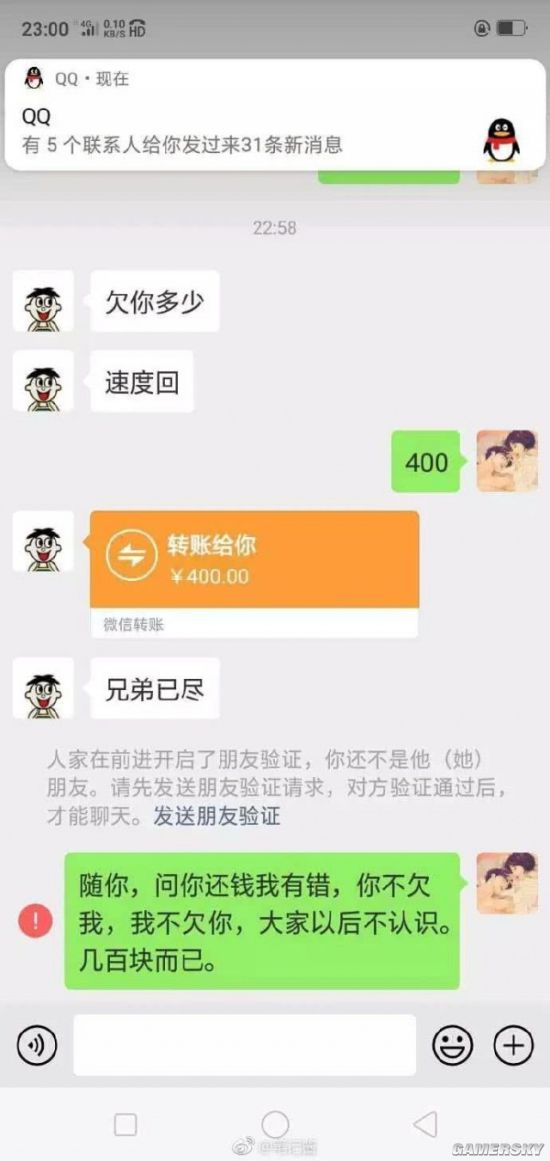 23:00 4G 0.10 KB/S HD
QQ · 现在
QQ
有 5 个联系人给你发过来31条新消息
22:58
欠你多少
速度回
400
转账给你
¥400.00
微信转账
兄弟已尽
人家在前进开启了朋友验证，你还不是他（她）
朋友。请先发送朋友验证请求，对方验证通过后，
才能聊天。发送朋友验证
随你，问你还钱我有错，你不欠
我，我不欠你，大家以后不认识。
几百块而已。
GAMERSKY